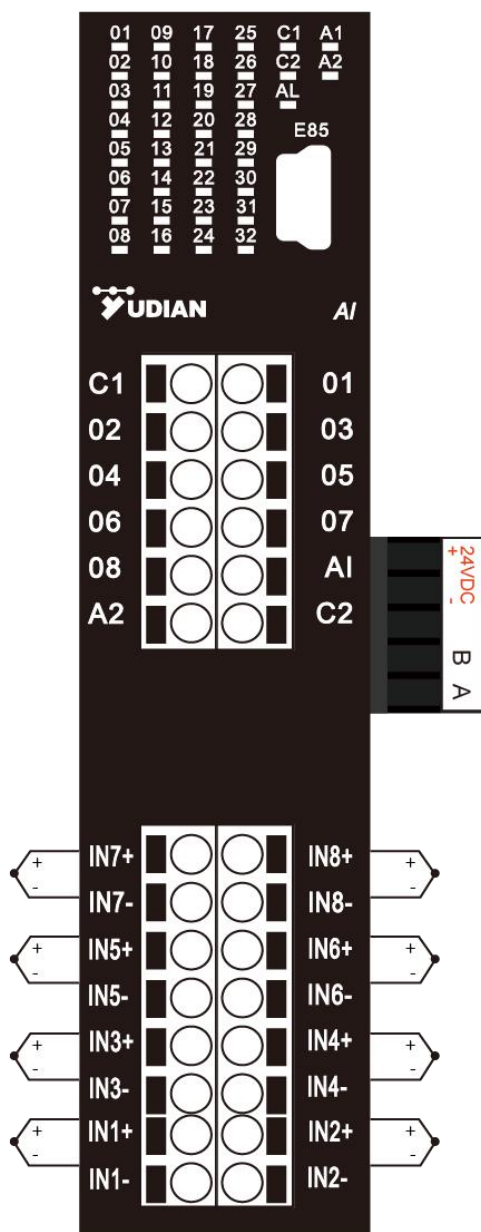 01 09 17 25 C1 A1
02 10 18 26 C2 A2
03 11 19 27 AL
04 12 20 28
E85
05 13 21 29
06 14 22 30
07 15 23 31
08 16 24 32
YUDIAN AI
C1 01
02 03
04 05
06 07
08 AI
A2 C2
24VDC
+ -
B A
IN7+ IN8+
+ +
- -
IN7- IN8-
IN5+ IN6+
+ +
- -
IN5- IN6-
IN3+ IN4+
+ +
- -
IN3- IN4-
IN1+ IN2+
+ +
- -
IN1- IN2-